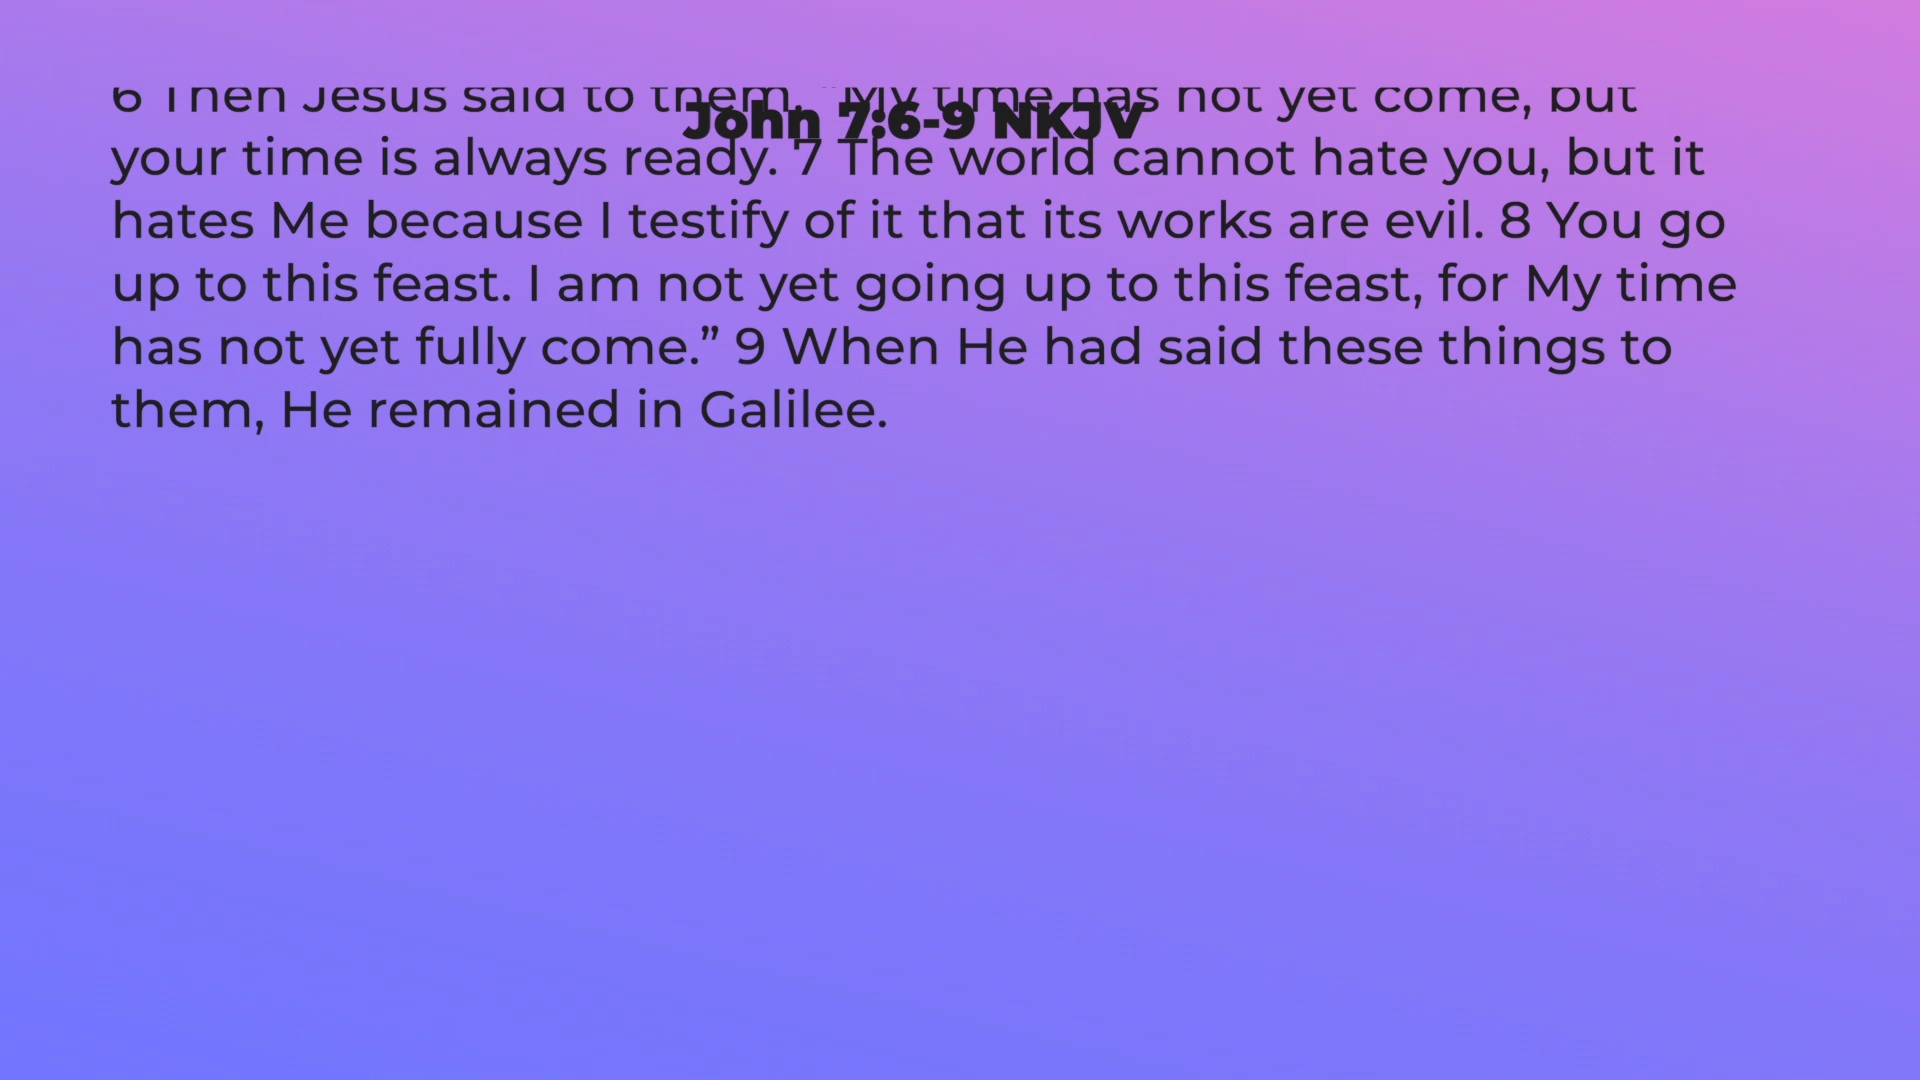 John 7:6-9 NKJV
6 Then Jesus said to them, “My time has not yet come, but
your time is always ready. 7 The world cannot hate you, but it
hates Me because I testify of it that its works are evil. 8 You go
up to this feast. I am not yet going up to this feast, for My time
has not yet fully come.” 9 When He had said these things to
them, He remained in Galilee.